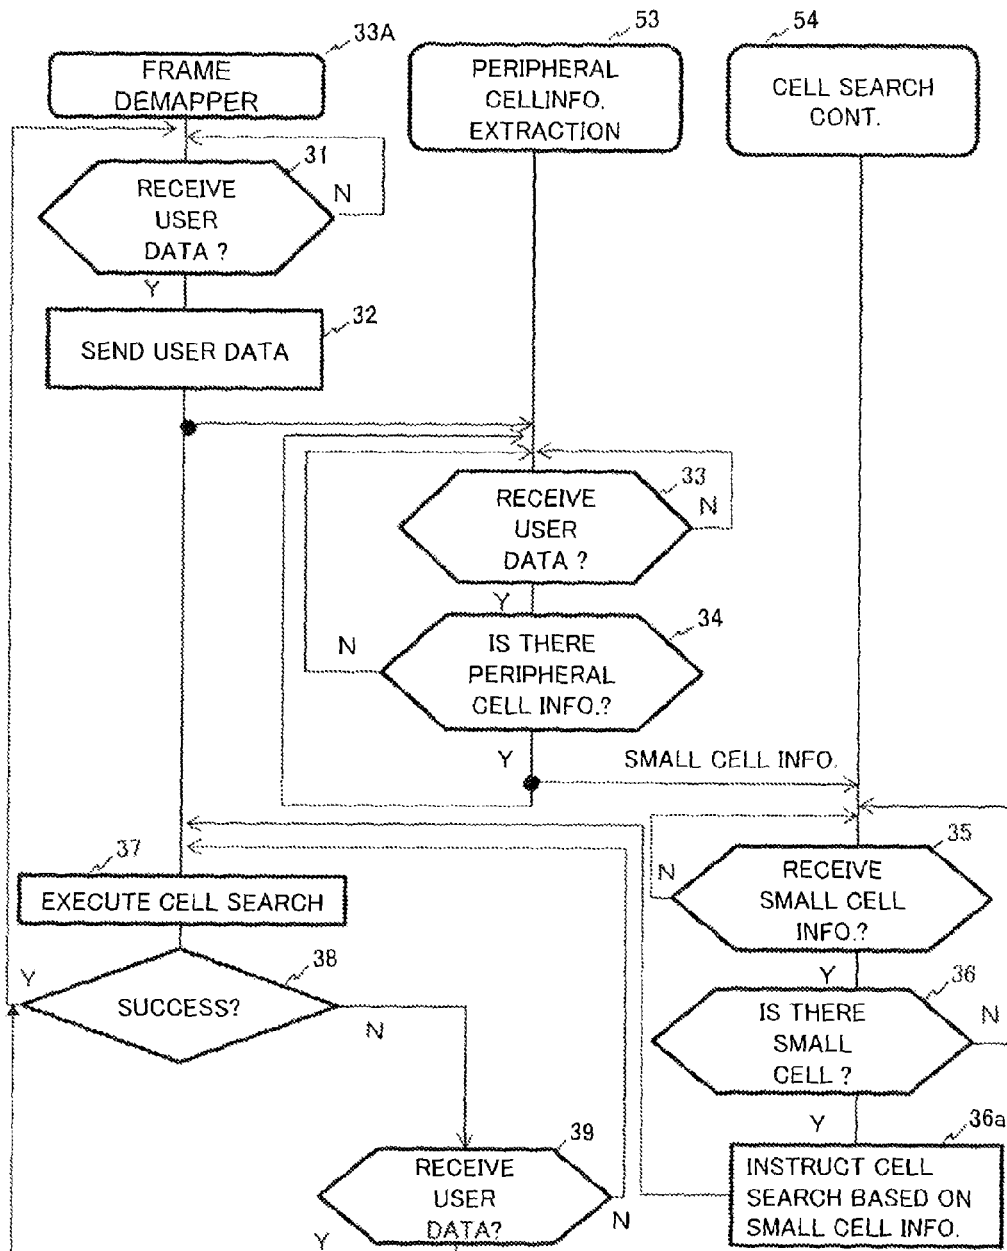 33A
FRAME
DEMAPPER
53
PERIPHERAL
CELLINFO.
EXTRACTION
54
CELL SEARCH
CONT.
31
RECEIVE
USER
DATA ?
N
Y
32
SEND USER DATA
33
RECEIVE
USER
DATA ?
N
Y
34
IS THERE
PERIPHERAL
CELL INFO.?
N
Y
SMALL CELL INFO.
35
RECEIVE
SMALL CELL
INFO.?
N
Y
36
IS THERE
SMALL
CELL ?
N
Y
36a
INSTRUCT CELL
SEARCH BASED ON
SMALL CELL INFO.
37
EXECUTE CELL SEARCH
38
SUCCESS?
Y
N
39
RECEIVE
USER
DATA?
N
Y